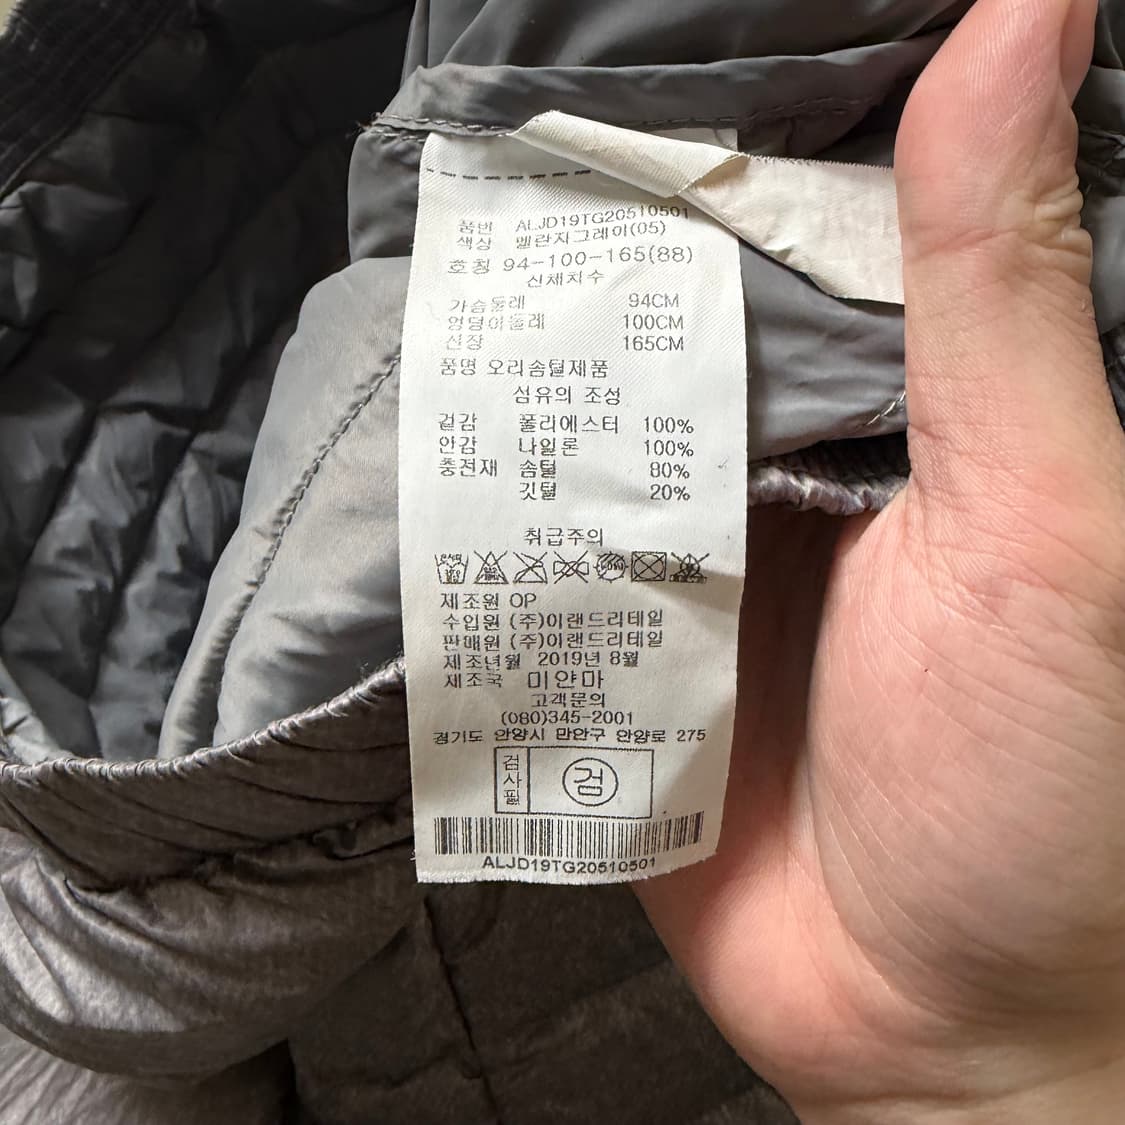 품번 ALJD19TG20510501
색상 멜란지그레이(05)
호칭 94-100-165(88)
신체치수
가슴둘레 94CM
엉덩이둘레 100CM
신장 165CM
품명 오리솜털제품
섬유의 조성
겉감 폴리에스터 100%
안감 나일론 100%
충전재 솜털 80%
깃털 20%
취급주의
제조원 OP
수입원 (주)이랜드리테일
판매원 (주)이랜드리테일
제조년월 2019년 8월
제조국 미얀마
고객문의
(080)345-2001
경기도 안양시 만안구 안양로 275
검사필 검
ALJD19TG20510501